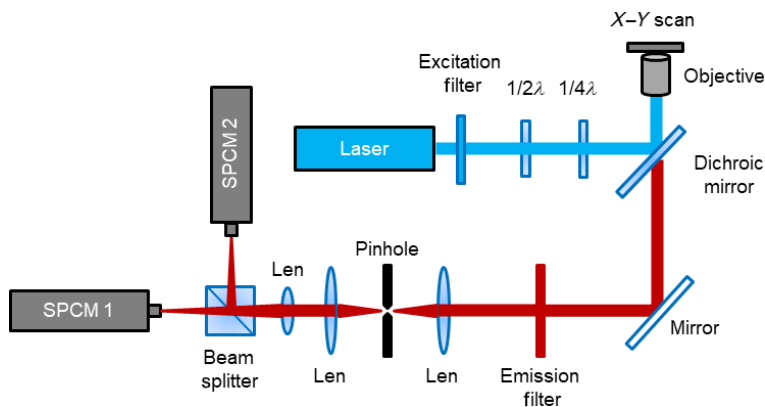 X–Y scan
Excitation
filter
1/2λ
1/4λ
Objective
Laser
SPCM 2
Dichroic
mirror
Pinhole
Len
SPCM 1
Mirror
Beam
splitter
Len
Len
Emission
filter